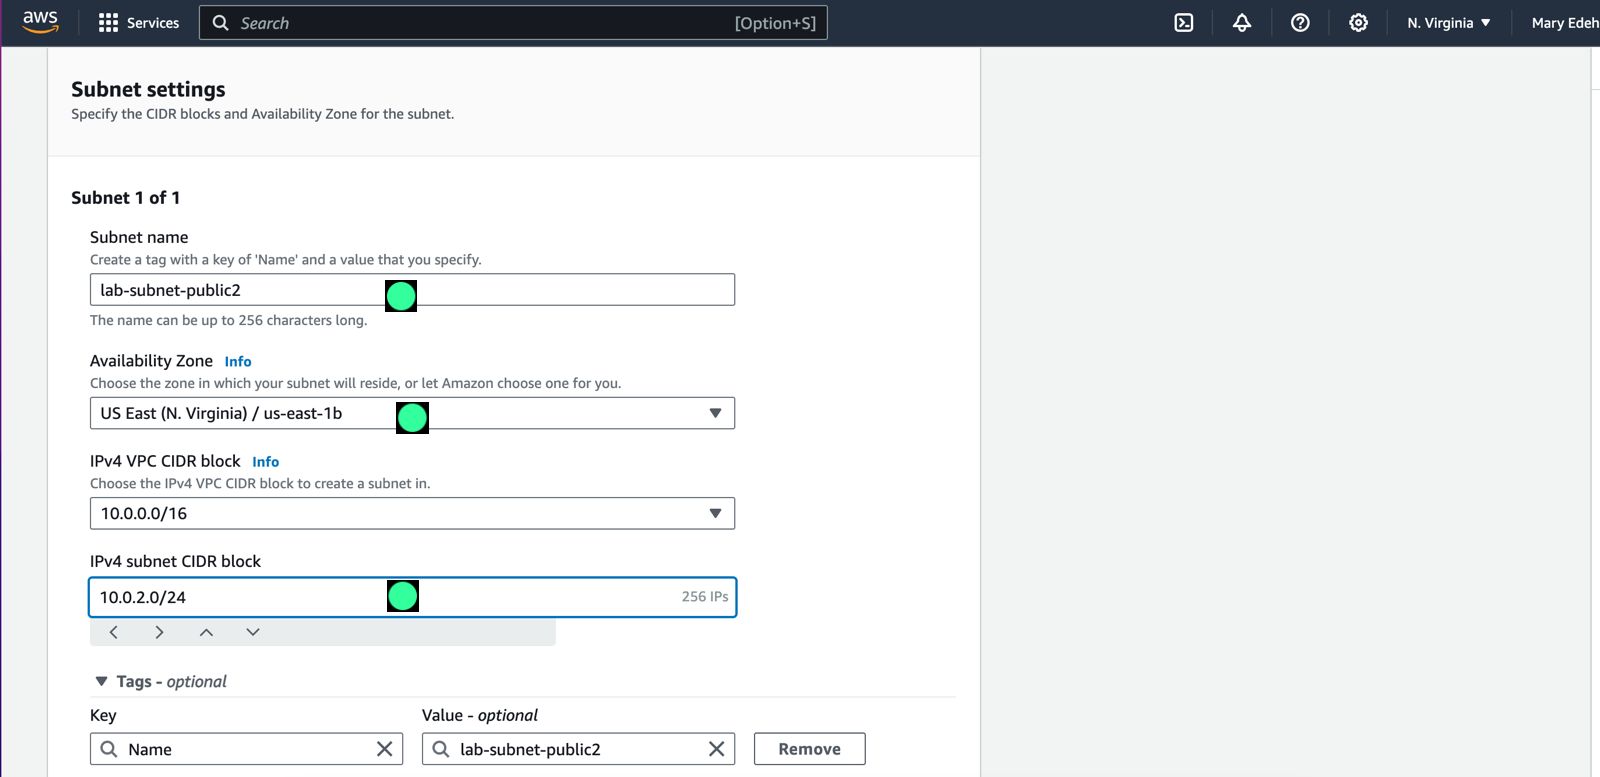 aws Services Search [Option+S] N. Virginia Mary Edeh
Subnet settings
Specify the CIDR blocks and Availability Zone for the subnet.
Subnet 1 of 1
Subnet name
Create a tag with a key of 'Name' and a value that you specify.
lab-subnet-public2
The name can be up to 256 characters long.
Availability Zone Info
Choose the zone in which your subnet will reside, or let Amazon choose one for you.
US East (N. Virginia) / us-east-1b
IPv4 VPC CIDR block Info
Choose the IPv4 VPC CIDR block to create a subnet in.
10.0.0.0/16
IPv4 subnet CIDR block
10.0.2.0/24 256 IPs
Tags - optional
Key Value - optional
Name lab-subnet-public2 Remove